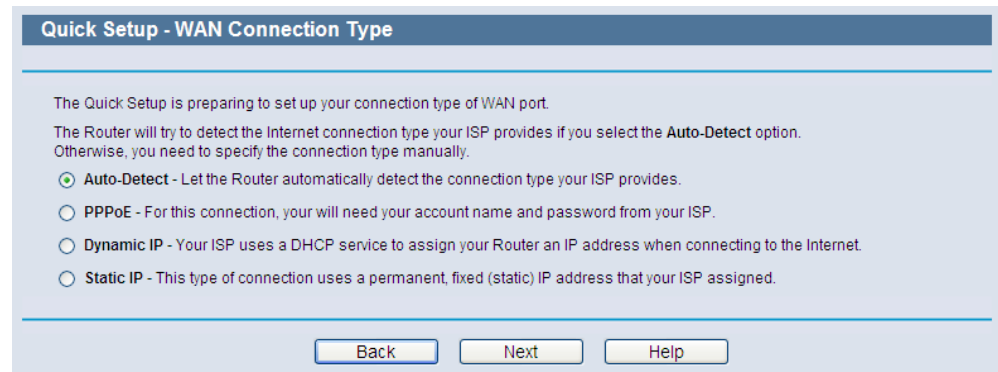 Quick Setup - WAN Connection Type
The Quick Setup is preparing to set up your connection type of WAN port.
The Router will try to detect the Internet connection type your ISP provides if you select the Auto-Detect option.
Otherwise, you need to specify the connection type manually.
Auto-Detect - Let the Router automatically detect the connection type your ISP provides.
PPPoE - For this connection, your will need your account name and password from your ISP.
Dynamic IP - Your ISP uses a DHCP service to assign your Router an IP address when connecting to the Internet.
Static IP - This type of connection uses a permanent, fixed (static) IP address that your ISP assigned.
Back Next Help